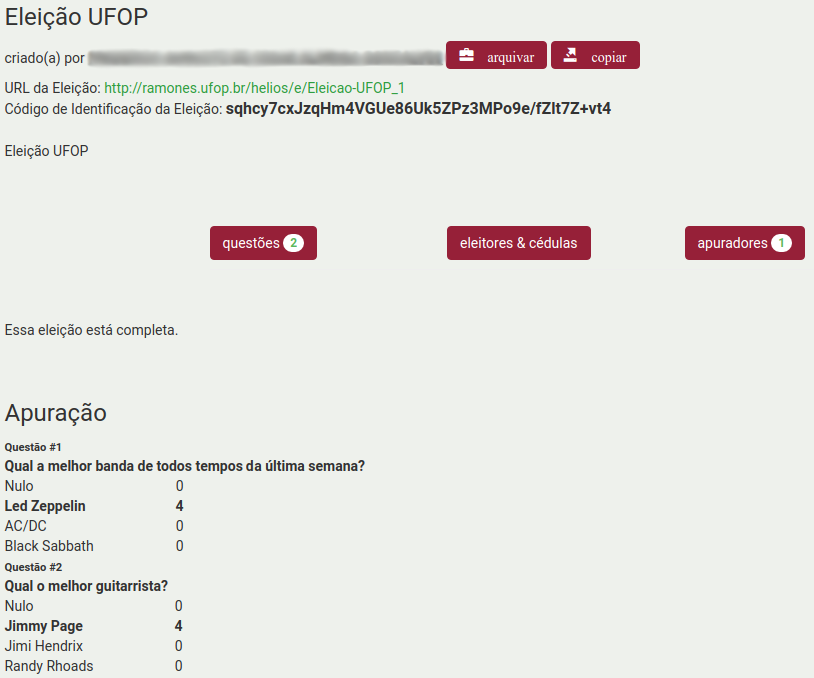 Eleição UFOP
criado(a) por arquivar copiar
URL da Eleição: http://ramones.ufop.br/helios/e/Eleicao-UFOP_1
Código de Identificação da Eleição: sqhcy7cxJzqHm4VGUe86Uk5ZPz3MPo9e/fZlt7Z+vt4
Eleição UFOP
questões 2 eleitores & cédulas apuradores 1
Essa eleição está completa.
Apuração
Questão #1
Qual a melhor banda de todos tempos da última semana?
Nulo 0
Led Zeppelin 4
AC/DC 0
Black Sabbath 0
Questão #2
Qual o melhor guitarrista?
Nulo 0
Jimmy Page 4
Jimi Hendrix 0
Randy Rhoads 0